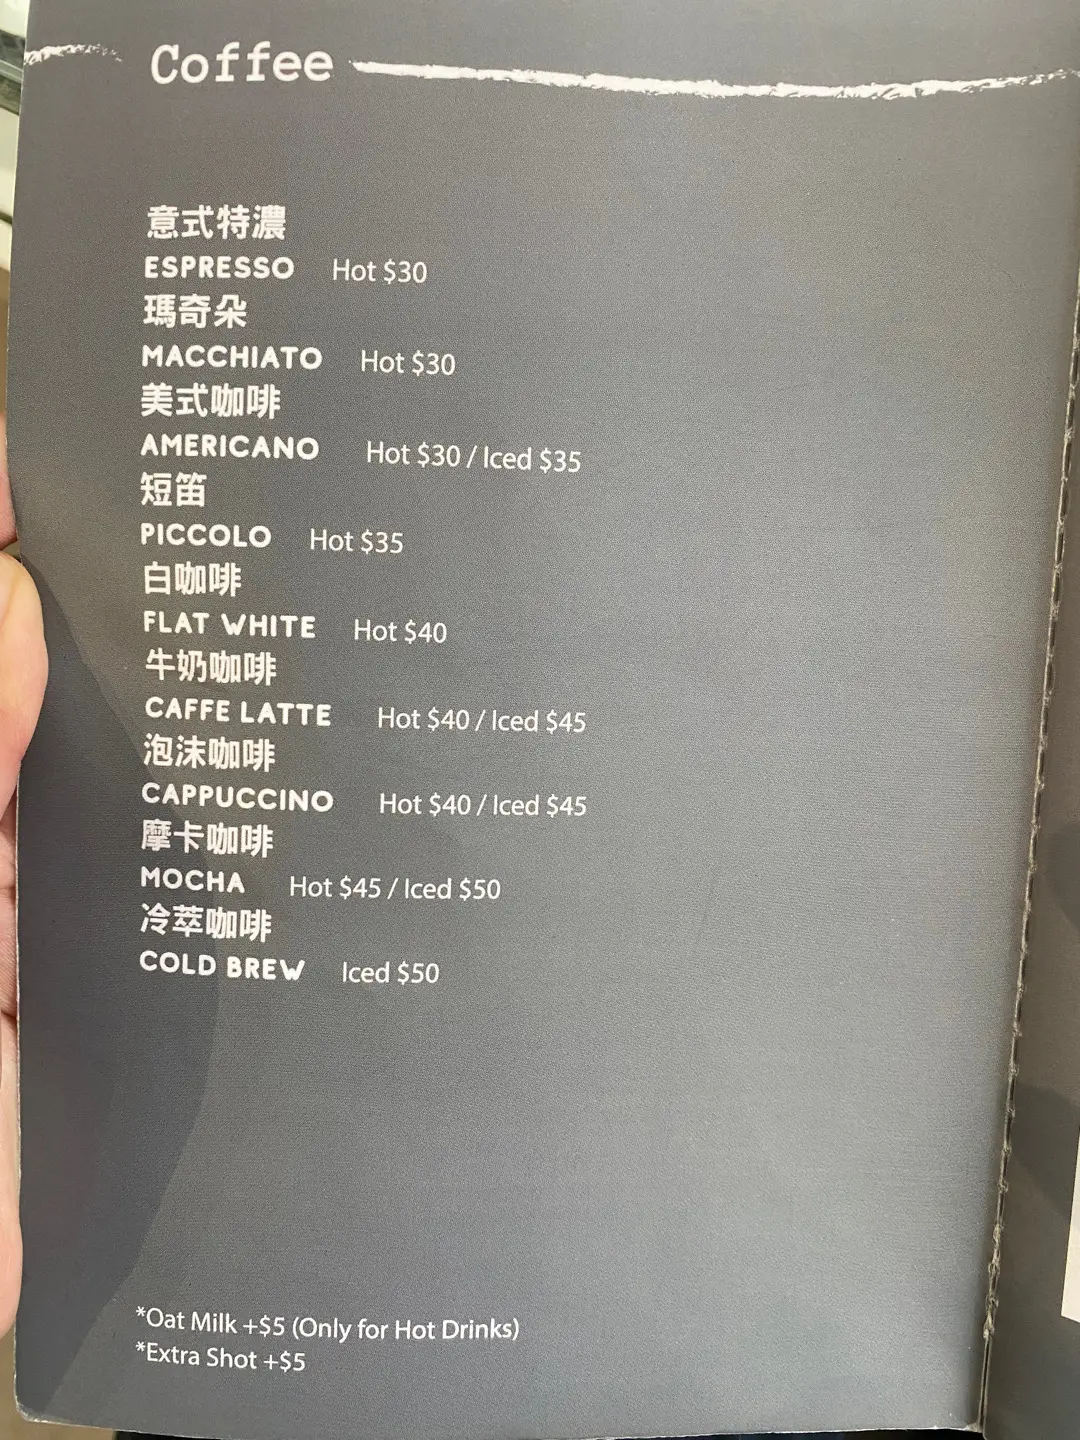 Coffee
意式特濃
ESPRESSO Hot $30
瑪奇朵
MACCHIATO Hot $30
美式咖啡
AMERICANO Hot $30 / Iced $35
短笛
PICCOLO Hot $35
白咖啡
FLAT WHITE Hot $40
牛奶咖啡
CAFFE LATTE Hot $40 / Iced $45
泡沫咖啡
CAPPUCCINO Hot $40 / Iced $45
摩卡咖啡
MOCHA Hot $45 / Iced $50
冷萃咖啡
COLD BREW Iced $50
*Oat Milk +$5 (Only for Hot Drinks)
*Extra Shot +$5